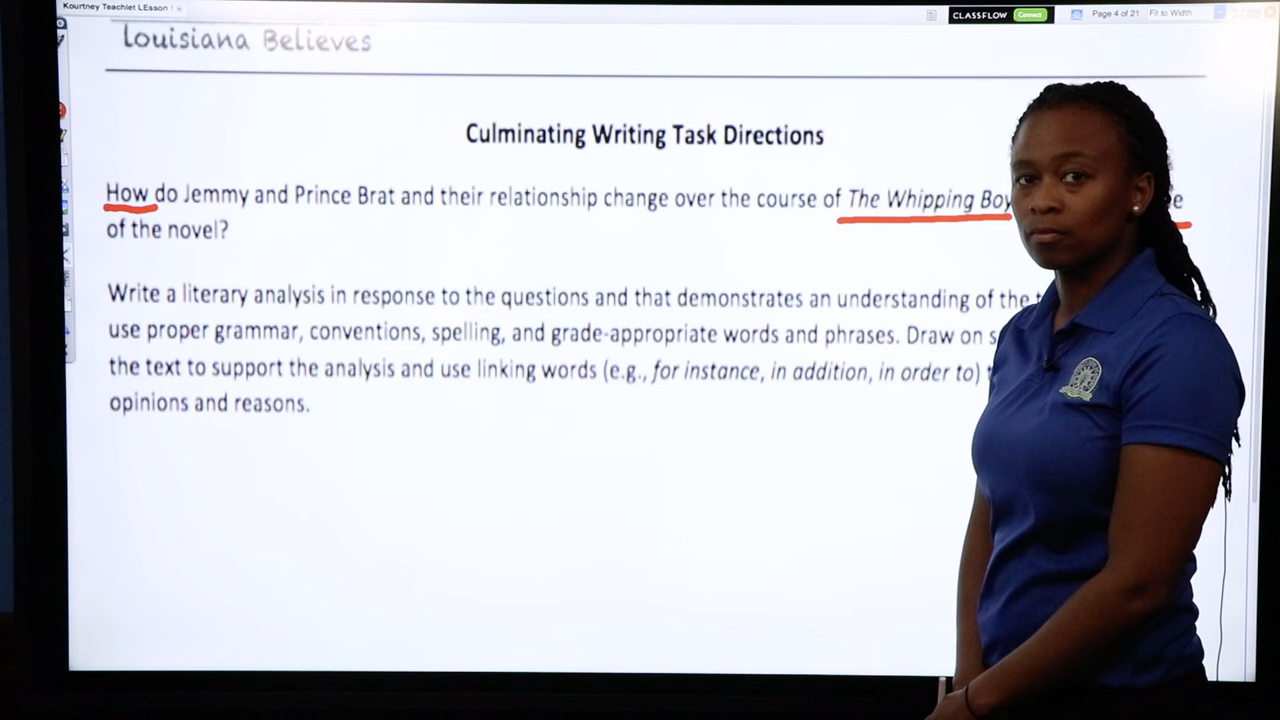 Kourtney Teachlet LEsson 1
CLASSFLOW Connect Page 4 of 21 Fit to Width
Louisiana Believes
Culminating Writing Task Directions
How do Jemmy and Prince Brat and their relationship change over the course of The Whipping Boy
of the novel?
Write a literary analysis in response to the questions and that demonstrates an understanding of the
use proper grammar, conventions, spelling, and grade-appropriate words and phrases. Draw on
the text to support the analysis and use linking words (e.g., for instance, in addition, in order to)
opinions and reasons.